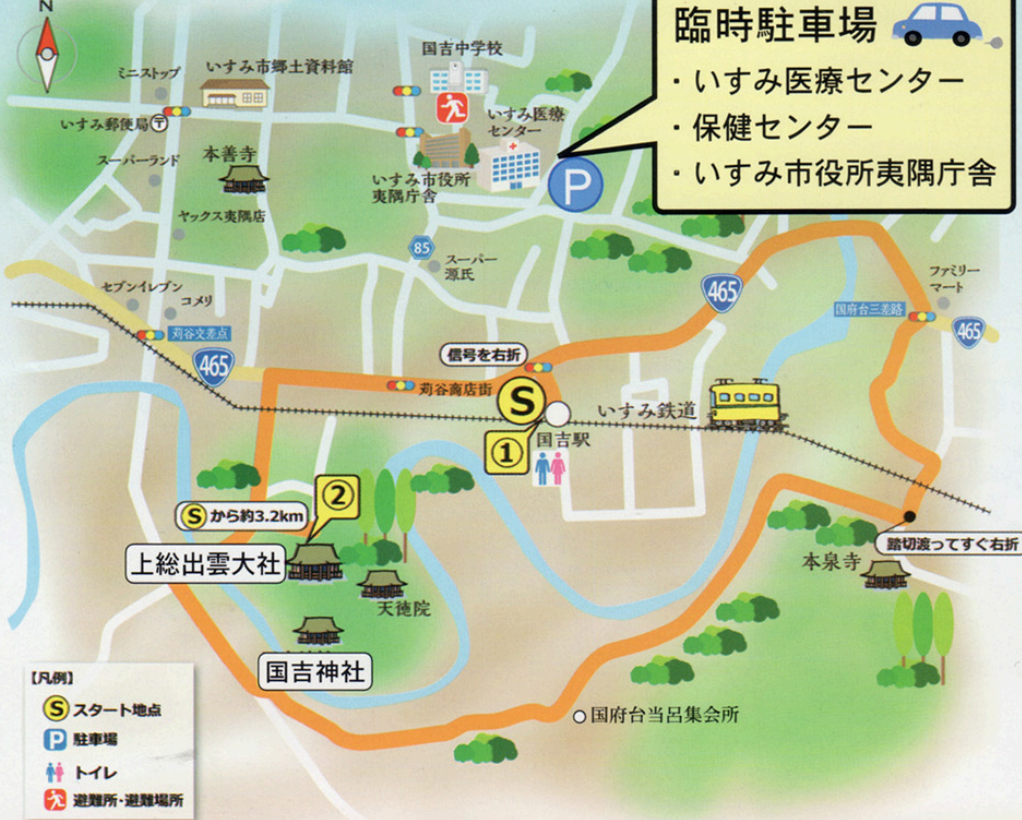 N
臨時駐車場
・いすみ医療センター
・保健センター
・いすみ市役所夷隅庁舎
国吉中学校
ミニストップ
いすみ市郷土資料館
いすみ郵便局
〒
いすみ医療
センター
スーパーランド
本善寺
いすみ市役所
夷隅庁舎
P
ヤックス夷隅店
85
スーパー
源氏
セブンイレブン
コメリ
465
ファミリー
マート
国府台三差路
465
苅谷交差点
465
信号を右折
苅谷商店街
S
いすみ鉄道
①
国吉駅
②
Sから約3.2km
上総出雲大社
天徳院
踏切渡ってすぐ右折
本泉寺
国吉神社
国府台当呂集会所
【凡例】
S スタート地点
P 駐車場
トイレ
避難所・避難場所